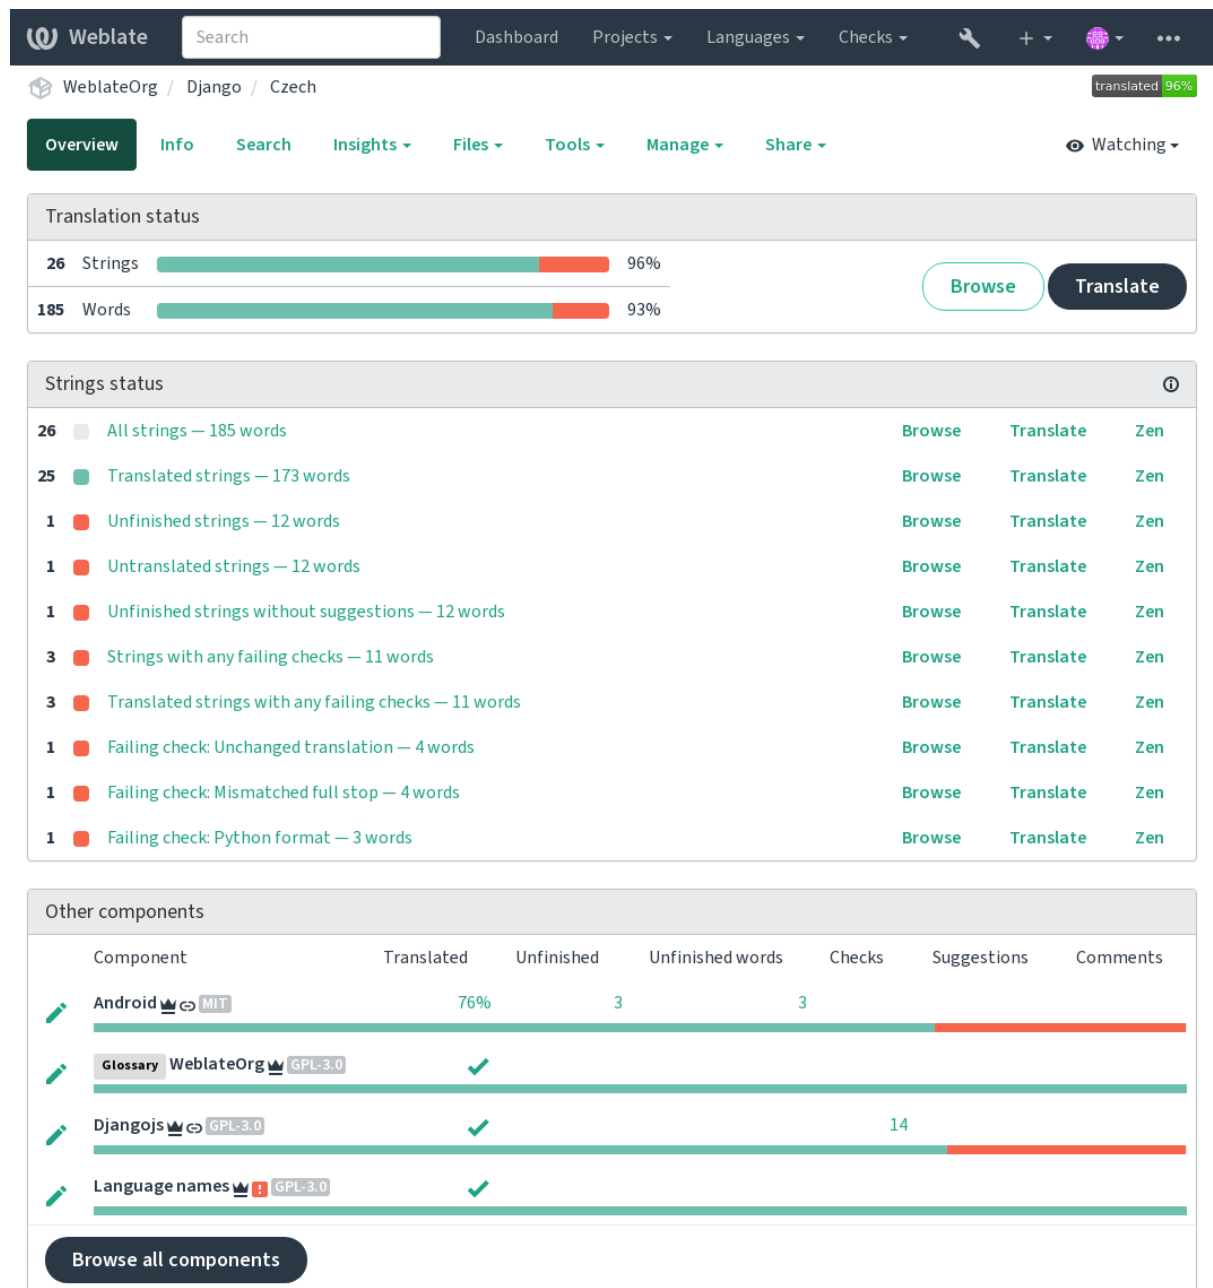 Weblate Search Dashboard Projects Languages Checks
WeblateOrg / Django / Czech translated 96%
Overview Info Search Insights Files Tools Manage Share Watching
Translation status
26 Strings 96%
Browse Translate
185 Words 93%
Strings status
26 All strings — 185 words Browse Translate Zen
25 Translated strings — 173 words Browse Translate Zen
1 Unfinished strings — 12 words Browse Translate Zen
1 Untranslated strings — 12 words Browse Translate Zen
1 Unfinished strings without suggestions — 12 words Browse Translate Zen
3 Strings with any failing checks — 11 words Browse Translate Zen
3 Translated strings with any failing checks — 11 words Browse Translate Zen
1 Failing check: Unchanged translation — 4 words Browse Translate Zen
1 Failing check: Mismatched full stop — 4 words Browse Translate Zen
1 Failing check: Python format — 3 words Browse Translate Zen
Other components
Component Translated Unfinished Unfinished words Checks Suggestions Comments
Android MIT 76% 3 3
Glossary WeblateOrg GPL-3.0
Djangojs GPL-3.0 14
Language names GPL-3.0
Browse all components